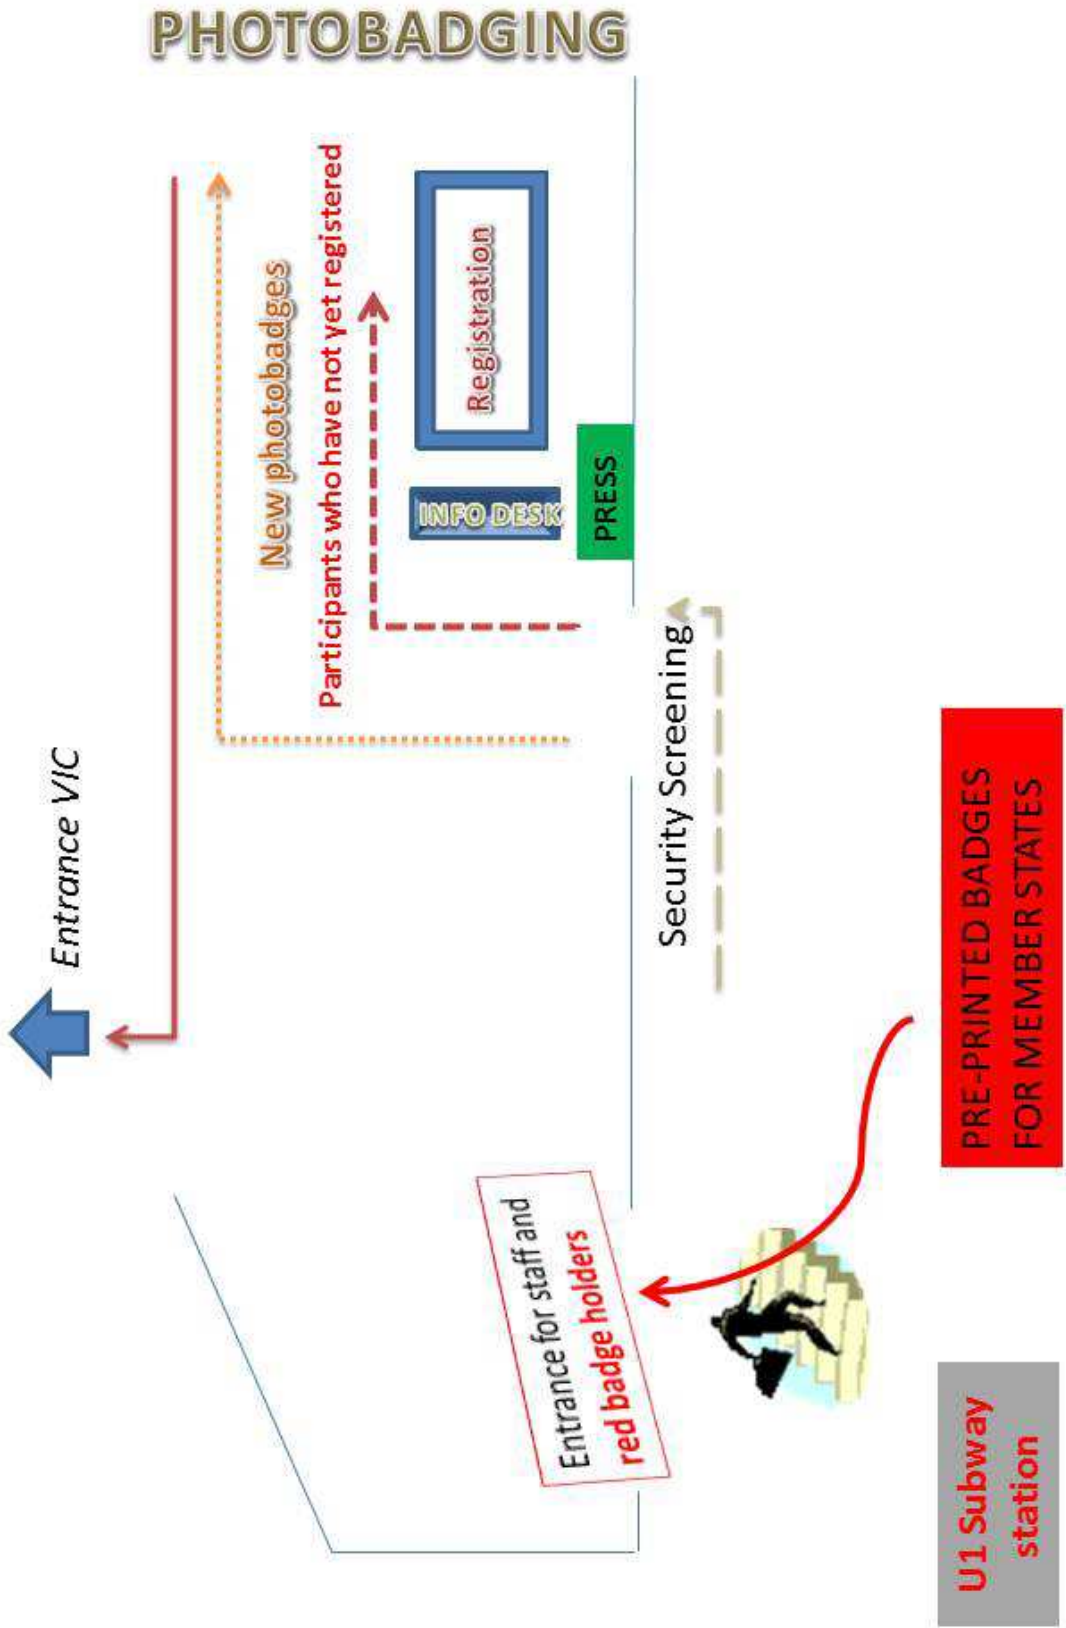 PHOTOBADGING
Entrance VIC
New photobadges
Participants who have not yet registered
Registration
INFO DESK
PRESS
Security Screening
Entrance for staff and
red badge holders
PRE-PRINTED BADGES
FOR MEMBER STATES
U1 Subway
station